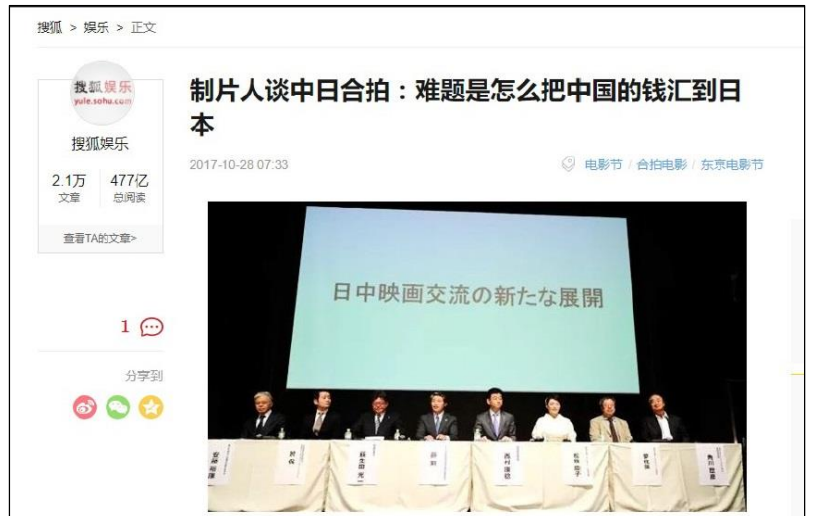 搜狐 > 娱乐 > 正文
搜狐娱乐
yule.sohu.com
搜狐娱乐
2.1万 477亿
文章 总阅读
查看TA的文章>
1
分享到
制片人谈中日合拍：难题是怎么把中国的钱汇到日
本
2017-10-28 07:33
电影节 / 合拍电影 / 东京电影节
日中映画交流の新たな展開